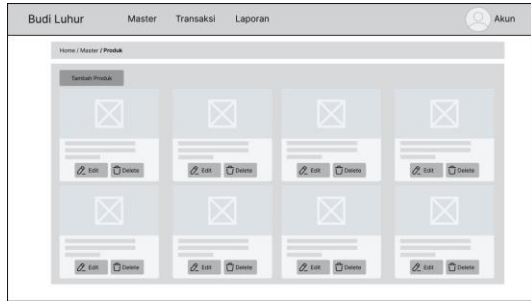 Budi Luhur Master Transaksi Laporan Akun
Home / Master / Produk
Tambah Produk
Edit Delete Edit Delete Edit Delete Edit Delete
Edit Delete Edit Delete Edit Delete Edit Delete